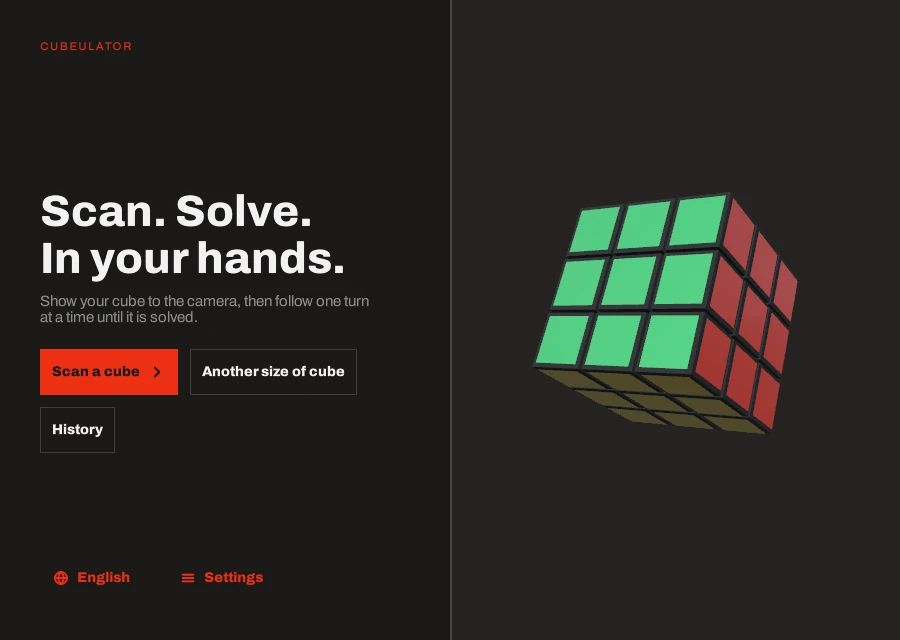 CUBEULATOR
Scan. Solve.
In your hands.
Show your cube to the camera, then follow one turn
at a time until it is solved.
Scan a cube
Another size of cube
History
English
Settings